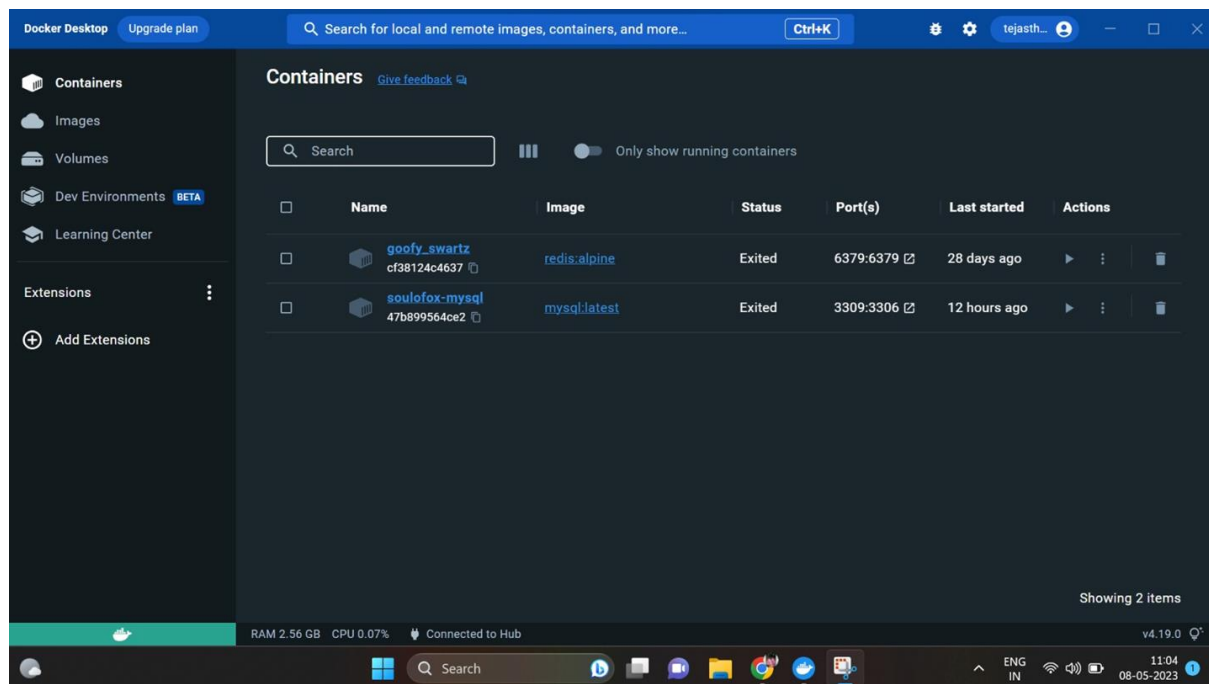 Docker Desktop Upgrade plan Search for local and remote images, containers, and more... Ctrl+K tejasth...
Containers
Images
Volumes
Dev Environments BETA
Learning Center
Extensions
Add Extensions
Containers Give feedback
Search Only show running containers
Name Image Status Port(s) Last started Actions
goofy_swartz
cf38124c4637 redis:alpine Exited 6379:6379 28 days ago
soulofox-mysql
47b899564ce2 mysql:latest Exited 3309:3306 12 hours ago
Showing 2 items
RAM 2.56 GB CPU 0.07% Connected to Hub v4.19.0
Search
ENG
IN
11:04
08-05-2023
1